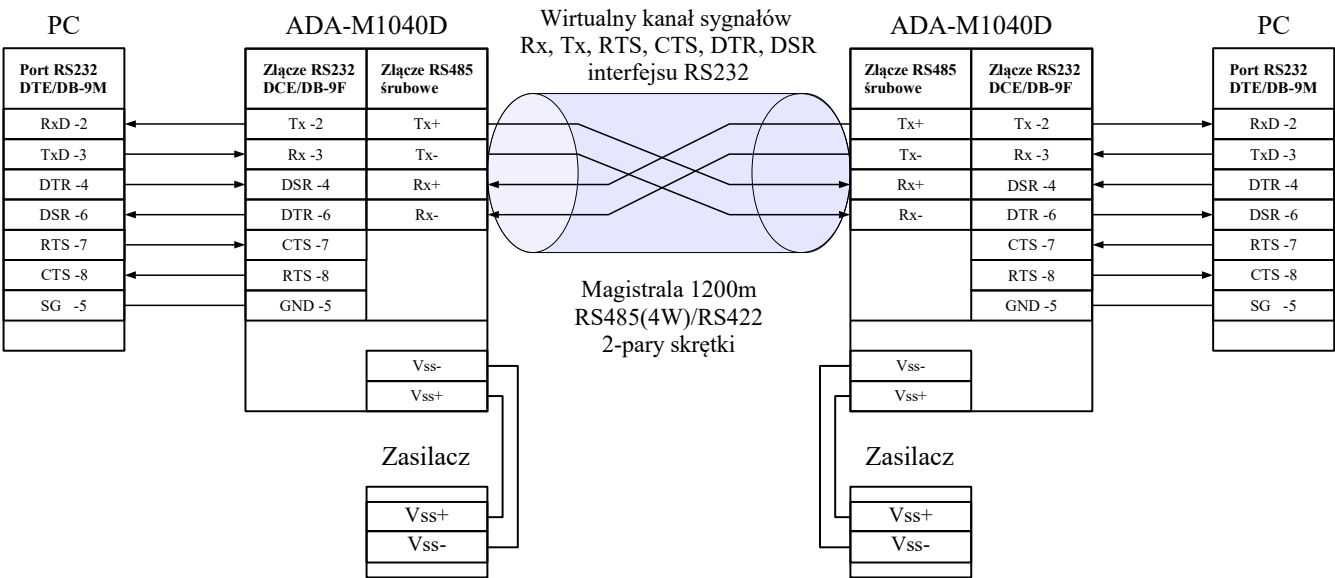 PC
ADA-M1040D
Wirtualny kanał sygnałów
Rx, Tx, RTS, CTS, DTR, DSR
interfejsu RS232
ADA-M1040D
PC
Port RS232
DTE/DB-9M
Złącze RS232
DCE/DB-9F
Złącze RS485
śrubowe
Złącze RS485
śrubowe
Złącze RS232
DCE/DB-9F
Port RS232
DTE/DB-9M
RxD -2
Tx -2
Tx+
Tx+
Tx -2
RxD -2
TxD -3
Rx -3
Tx-
Tx-
Rx -3
TxD -3
DTR -4
DSR -4
Rx+
Rx+
DSR -4
DTR -4
DSR -6
DTR -6
Rx-
Rx-
DTR -6
DSR -6
RTS -7
CTS -7
CTS -7
RTS -7
CTS -8
RTS -8
RTS -8
CTS -8
SG -5
GND -5
GND -5
SG -5
Magistrala 1200m
RS485(4W)/RS422
2-pary skrętki
Vss-
Vss-
Vss+
Vss+
Zasilacz
Zasilacz
Vss+
Vss+
Vss-
Vss-